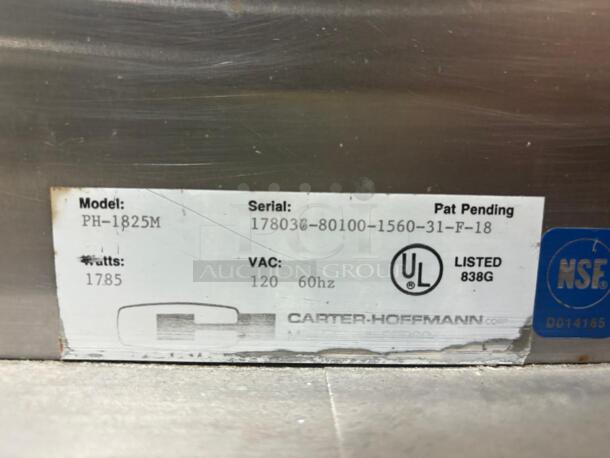 Model: Serial: Pat Pending
PH-1825M 178036-80100-1560-31-F-18
Watts: VAC: UL LISTED
1785 120 60hz ® 838G
AUCTION GROUP
CARTER-HOFFMANN
NSF.
D014165